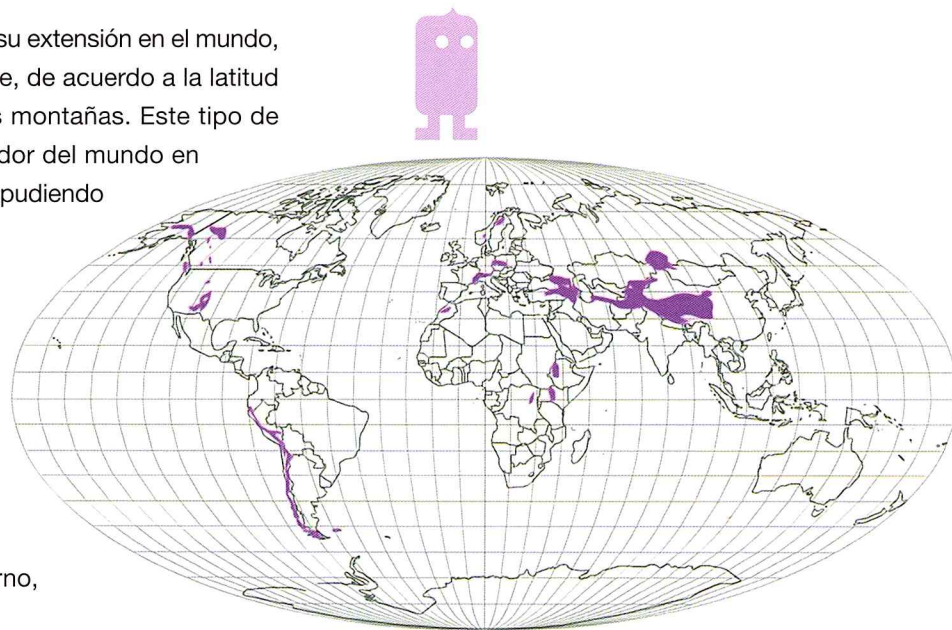 su extensión en el mundo,
e, de acuerdo a la latitud
s montañas. Este tipo de
dor del mundo en
pudiendo
rno,